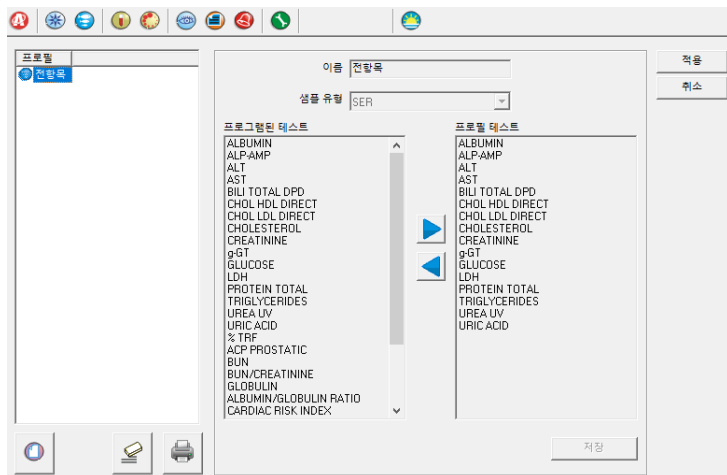 프로필
전항목
이름 전항목
샘플 유형 SER
프로그램된 테스트
ALBUMIN
ALP-AMP
ALT
AST
BILI TOTAL DPD
CHOL HDL DIRECT
CHOL LDL DIRECT
CHOLESTEROL
CREATININE
g-GT
GLUCOSE
LDH
PROTEIN TOTAL
TRIGLYCERIDES
UREA UV
URIC ACID
% TRF
ACP PROSTATIC
BUN
BUN/CREATININE
GLOBULIN
ALBUMIN/GLOBULIN RATIO
CARDIAC RISK INDEX
프로필 테스트
ALBUMIN
ALP-AMP
ALT
AST
BILI TOTAL DPD
CHOL HDL DIRECT
CHOL LDL DIRECT
CHOLESTEROL
CREATININE
g-GT
GLUCOSE
LDH
PROTEIN TOTAL
TRIGLYCERIDES
UREA UV
URIC ACID
저장
적용
취소